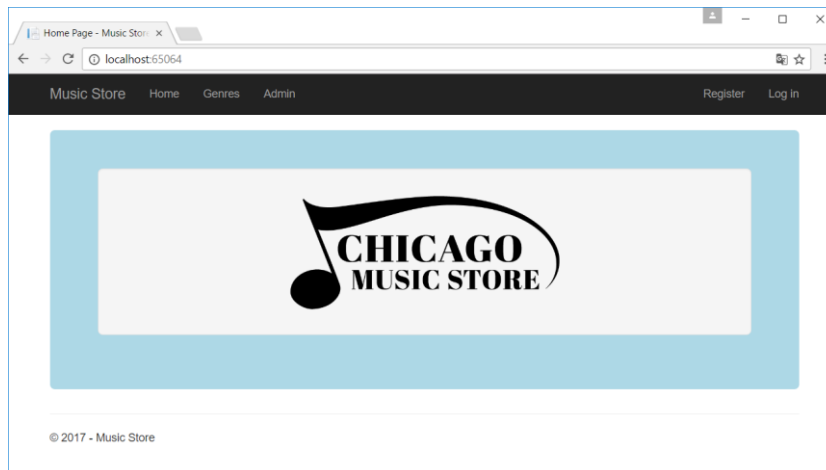 Home Page - Music Stor
localhost:65064
Music Store Home Genres Admin Register Log in
CHICAGO
MUSIC STORE
© 2017 - Music Store